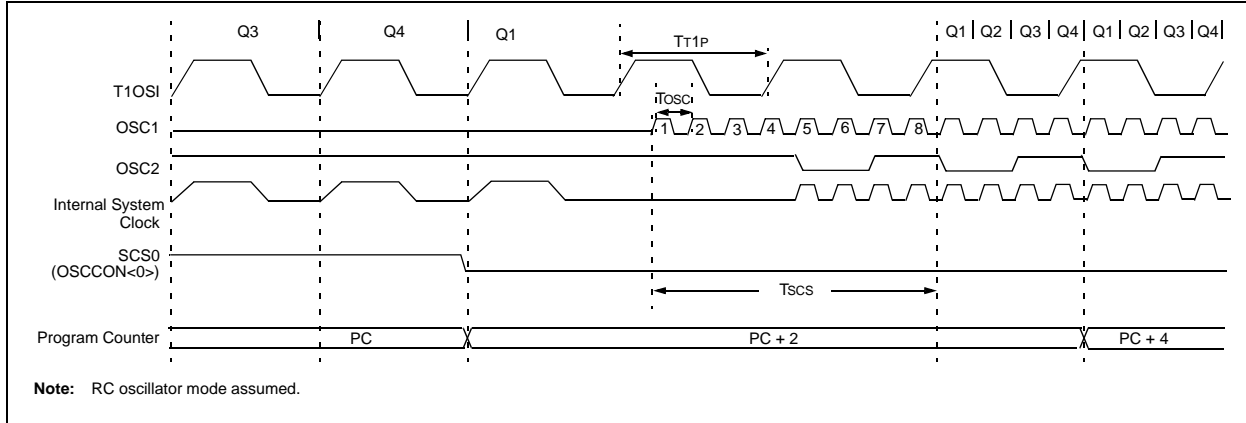 Q3 Q4 Q1 Q1 Q2 Q3 Q4 Q1 Q2 Q3 Q4
TT1P
T1OSI
TOSC
OSC1
1 2 3 4 5 6 7 8
OSC2
Internal System
Clock
SCS0
(OSCCON<0>)
TSCS
Program Counter PC PC + 2 PC + 4
Note: RC oscillator mode assumed.